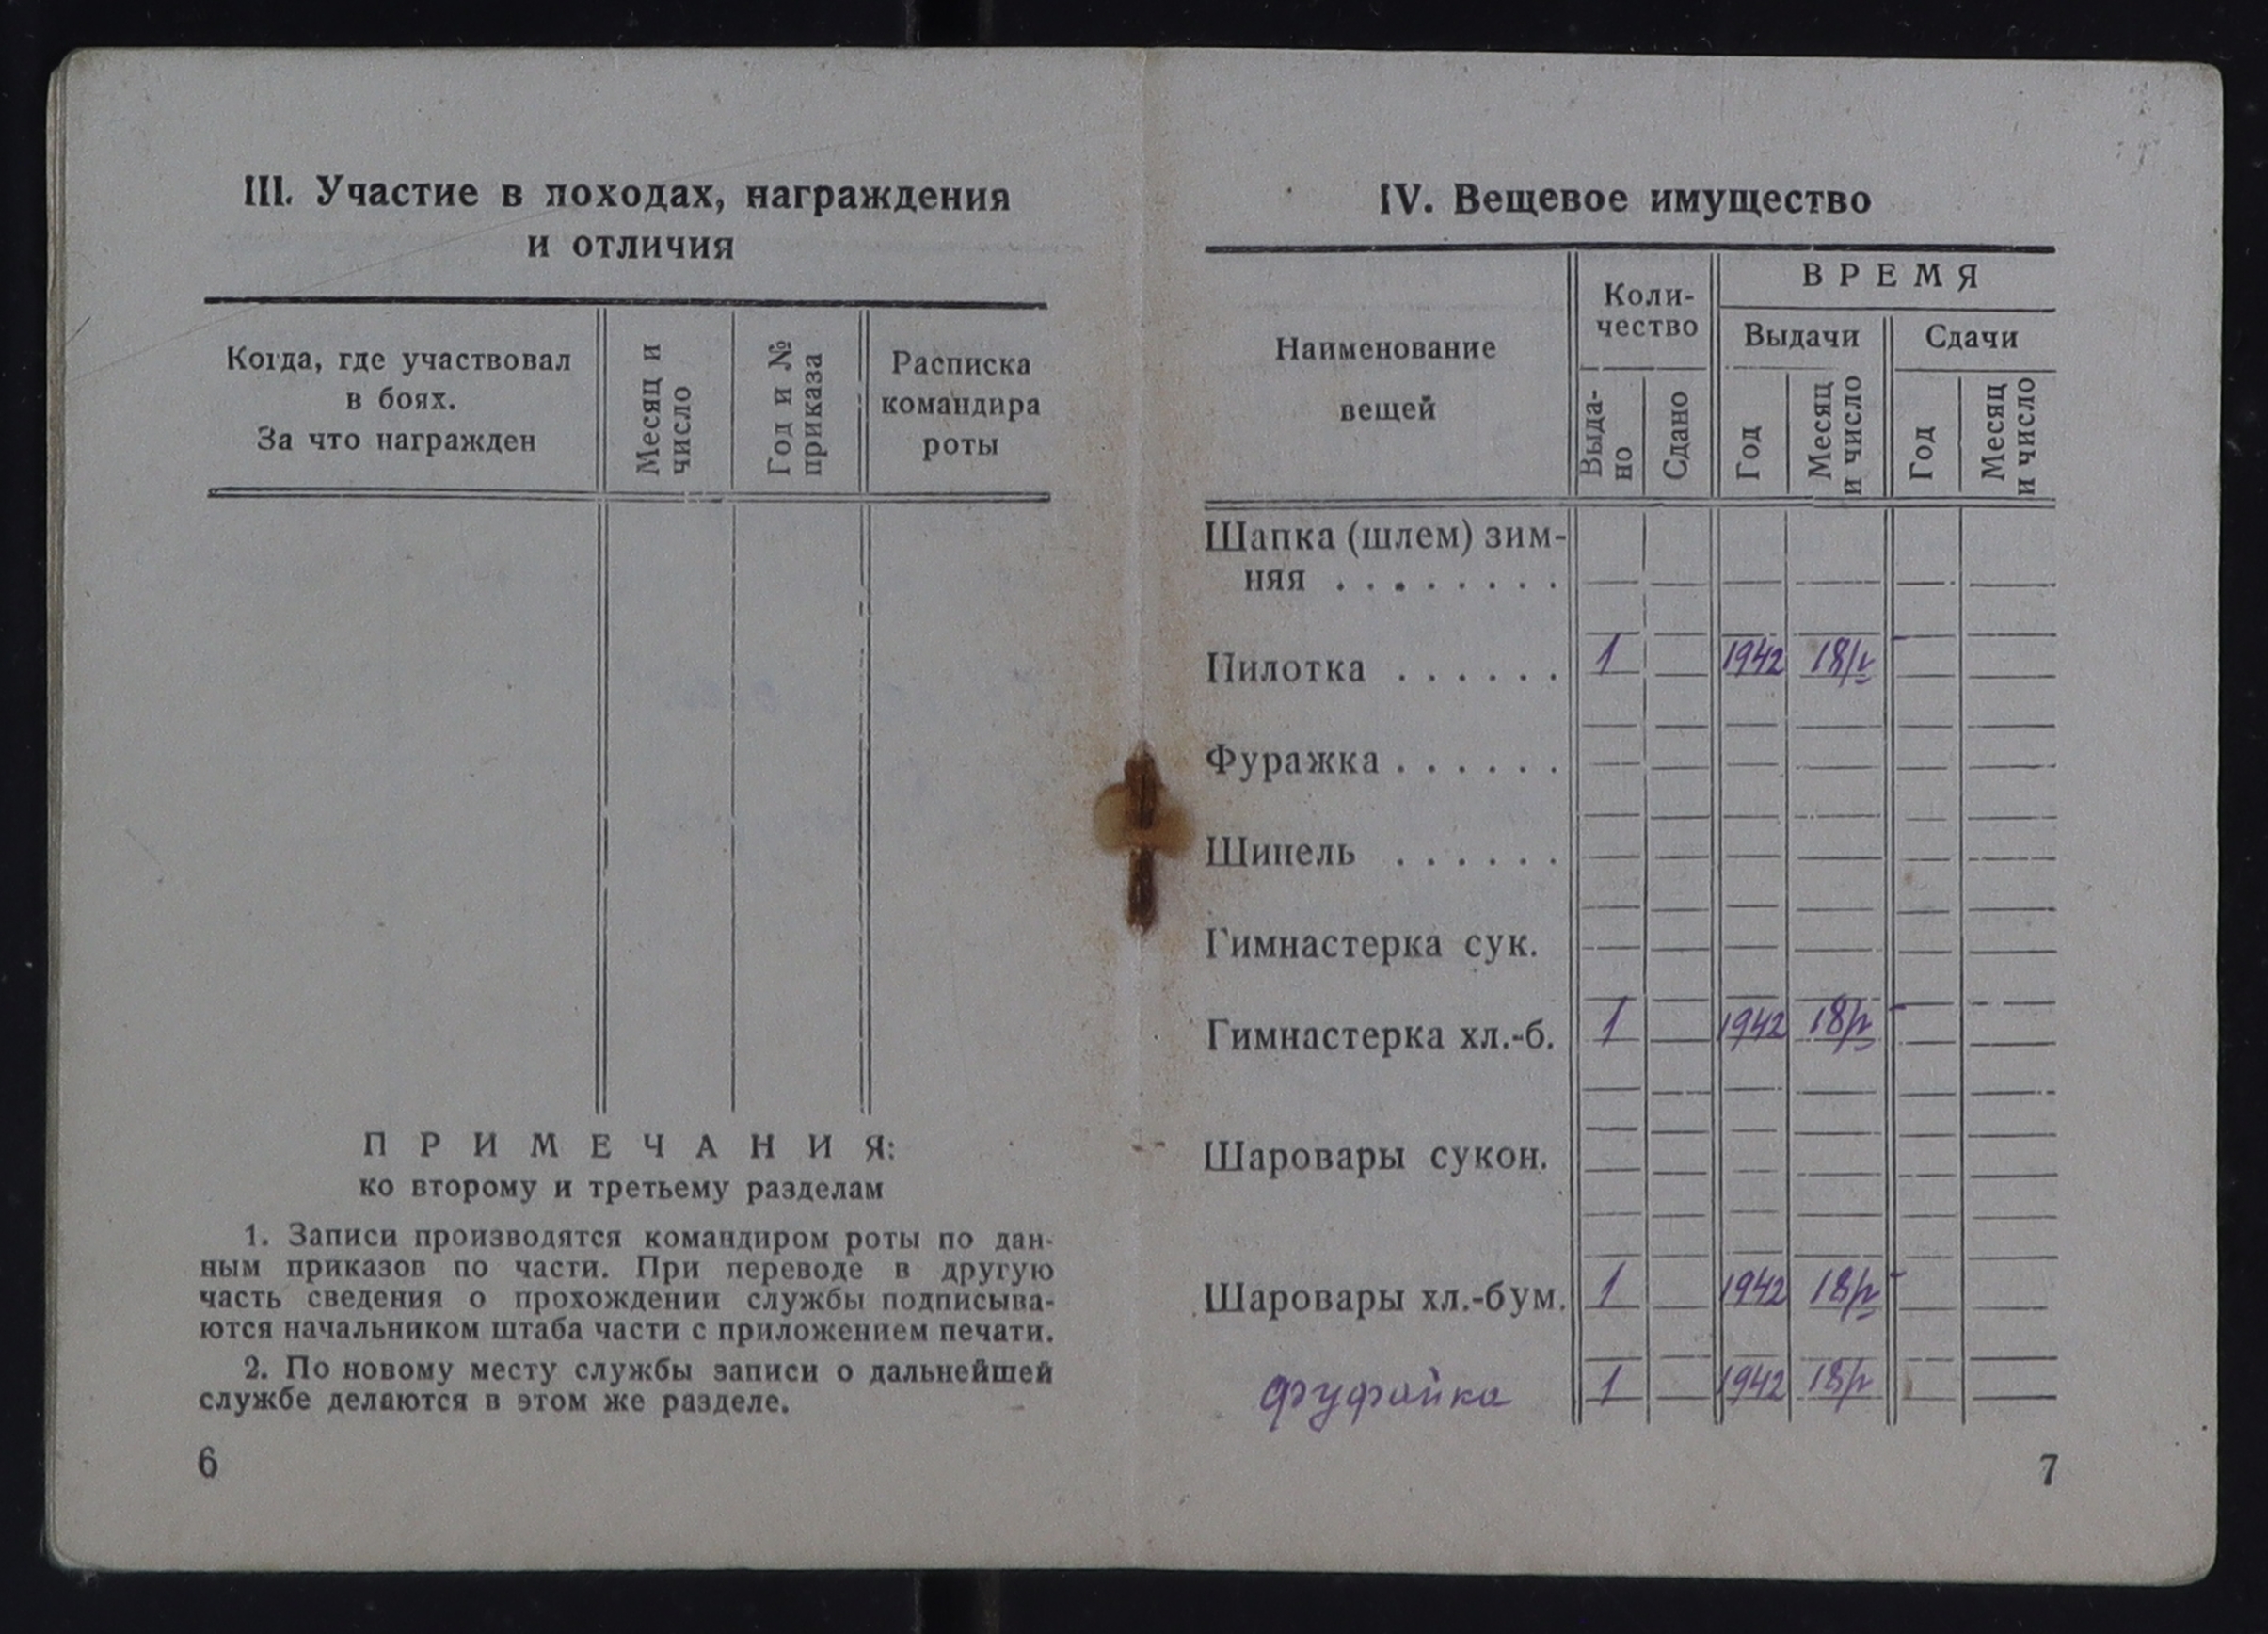 III. Участие в походах, награждения
и отличия
Когда, где участвовал
в боях.
За что награжден
Месяц и
число
Год и №
приказа
Расписка
командира
роты
ПРИМЕЧАНИЯ:
ко второму и третьему разделам
1. Записи производятся командиром роты по дан-
ным приказов по части. При переводе в другую
часть сведения о прохождении службы подписыва-
ются начальником штаба части с приложением печати.
2. По новому месту службы записи о дальнейшей
службе делаются в этом же разделе.
6
IV. Вещевое имущество
Наименование
вещей
Коли-
чество
ВРЕМЯ
Выдачи
Сдачи
Выда-
но
Сдано
Год
Месяц
и число
Год
Месяц
и число
Шапка (шлем) зим-
няя . . . . . . . .
Пилотка . . . . . . 1 1942 18/V
Фуражка . . . . . .
Шинель . . . . . .
Гимнастерка сук.
Гимнастерка хл.-б. 1 1942 18/V
Шаровары сукон.
Шаровары хл.-бум. 1 1942 18/V
фуфайка 1 1942 18/V
7